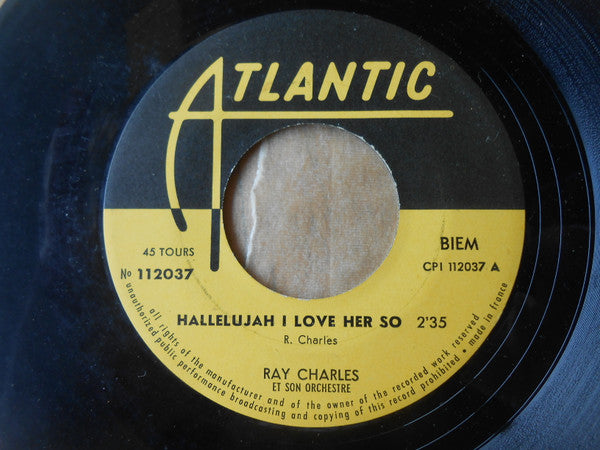 ATLANTIC
45 TOURS
No 112037
BIEM
CPI 112037 A
HALLELUJAH I LOVE HER SO 2'35
R. Charles
RAY CHARLES
ET SON ORCHESTRE
all rights of the manufacturer and of the owner of the recorded work reserved
unauthorized public performance broadcasting and copying of this record prohibited • made in france